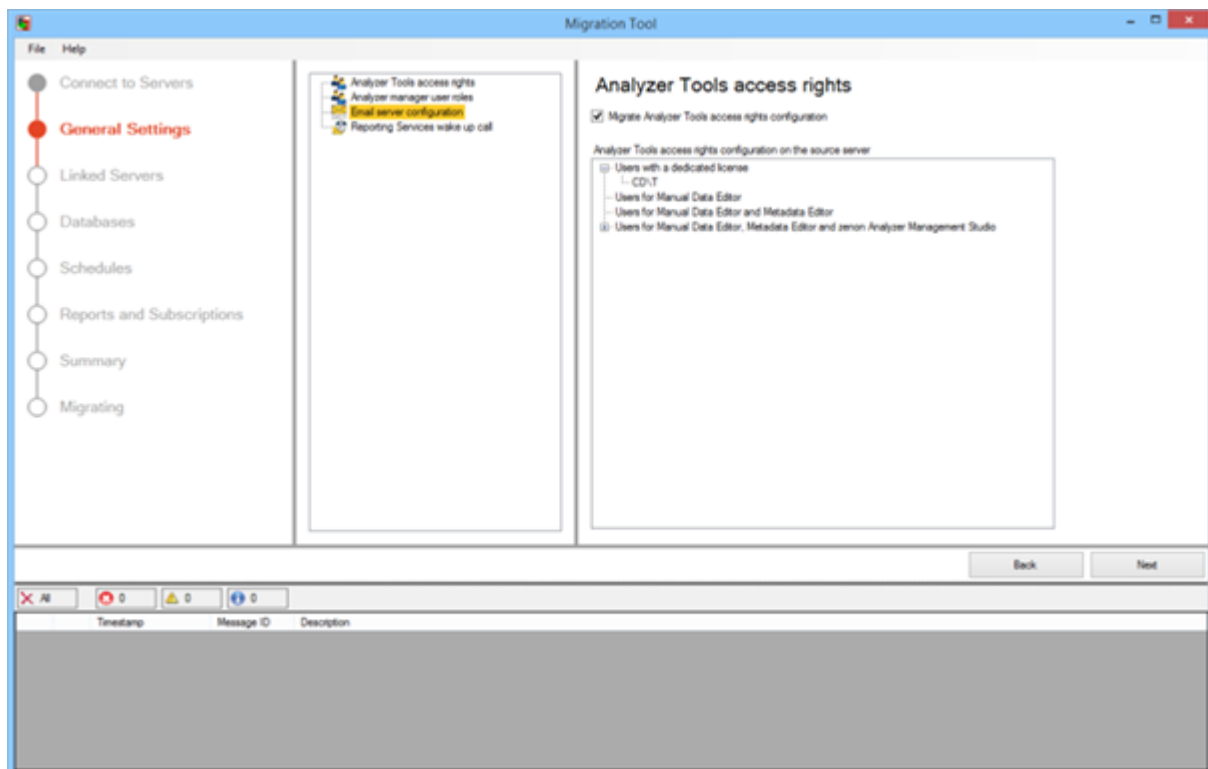 Migration Tool
File Help
Connect to Servers
General Settings
Linked Servers
Databases
Schedules
Reports and Subscriptions
Summary
Migrating
Analyzer Tools access rights
Analyzer manager user roles
Email server configuration
Reporting Services wake up call
Analyzer Tools access rights
Migrate Analyzer Tools access rights configuration
Analyzer Tools access rights configuration on the source server
Users with a dedicated license
CD\T
Users for Manual Data Editor
Users for Manual Data Editor and Metadata Editor
Users for Manual Data Editor, Metadata Editor and zenon Analyzer Management Studio
Back Next
All 0 0 0
Timestamp Message ID Description